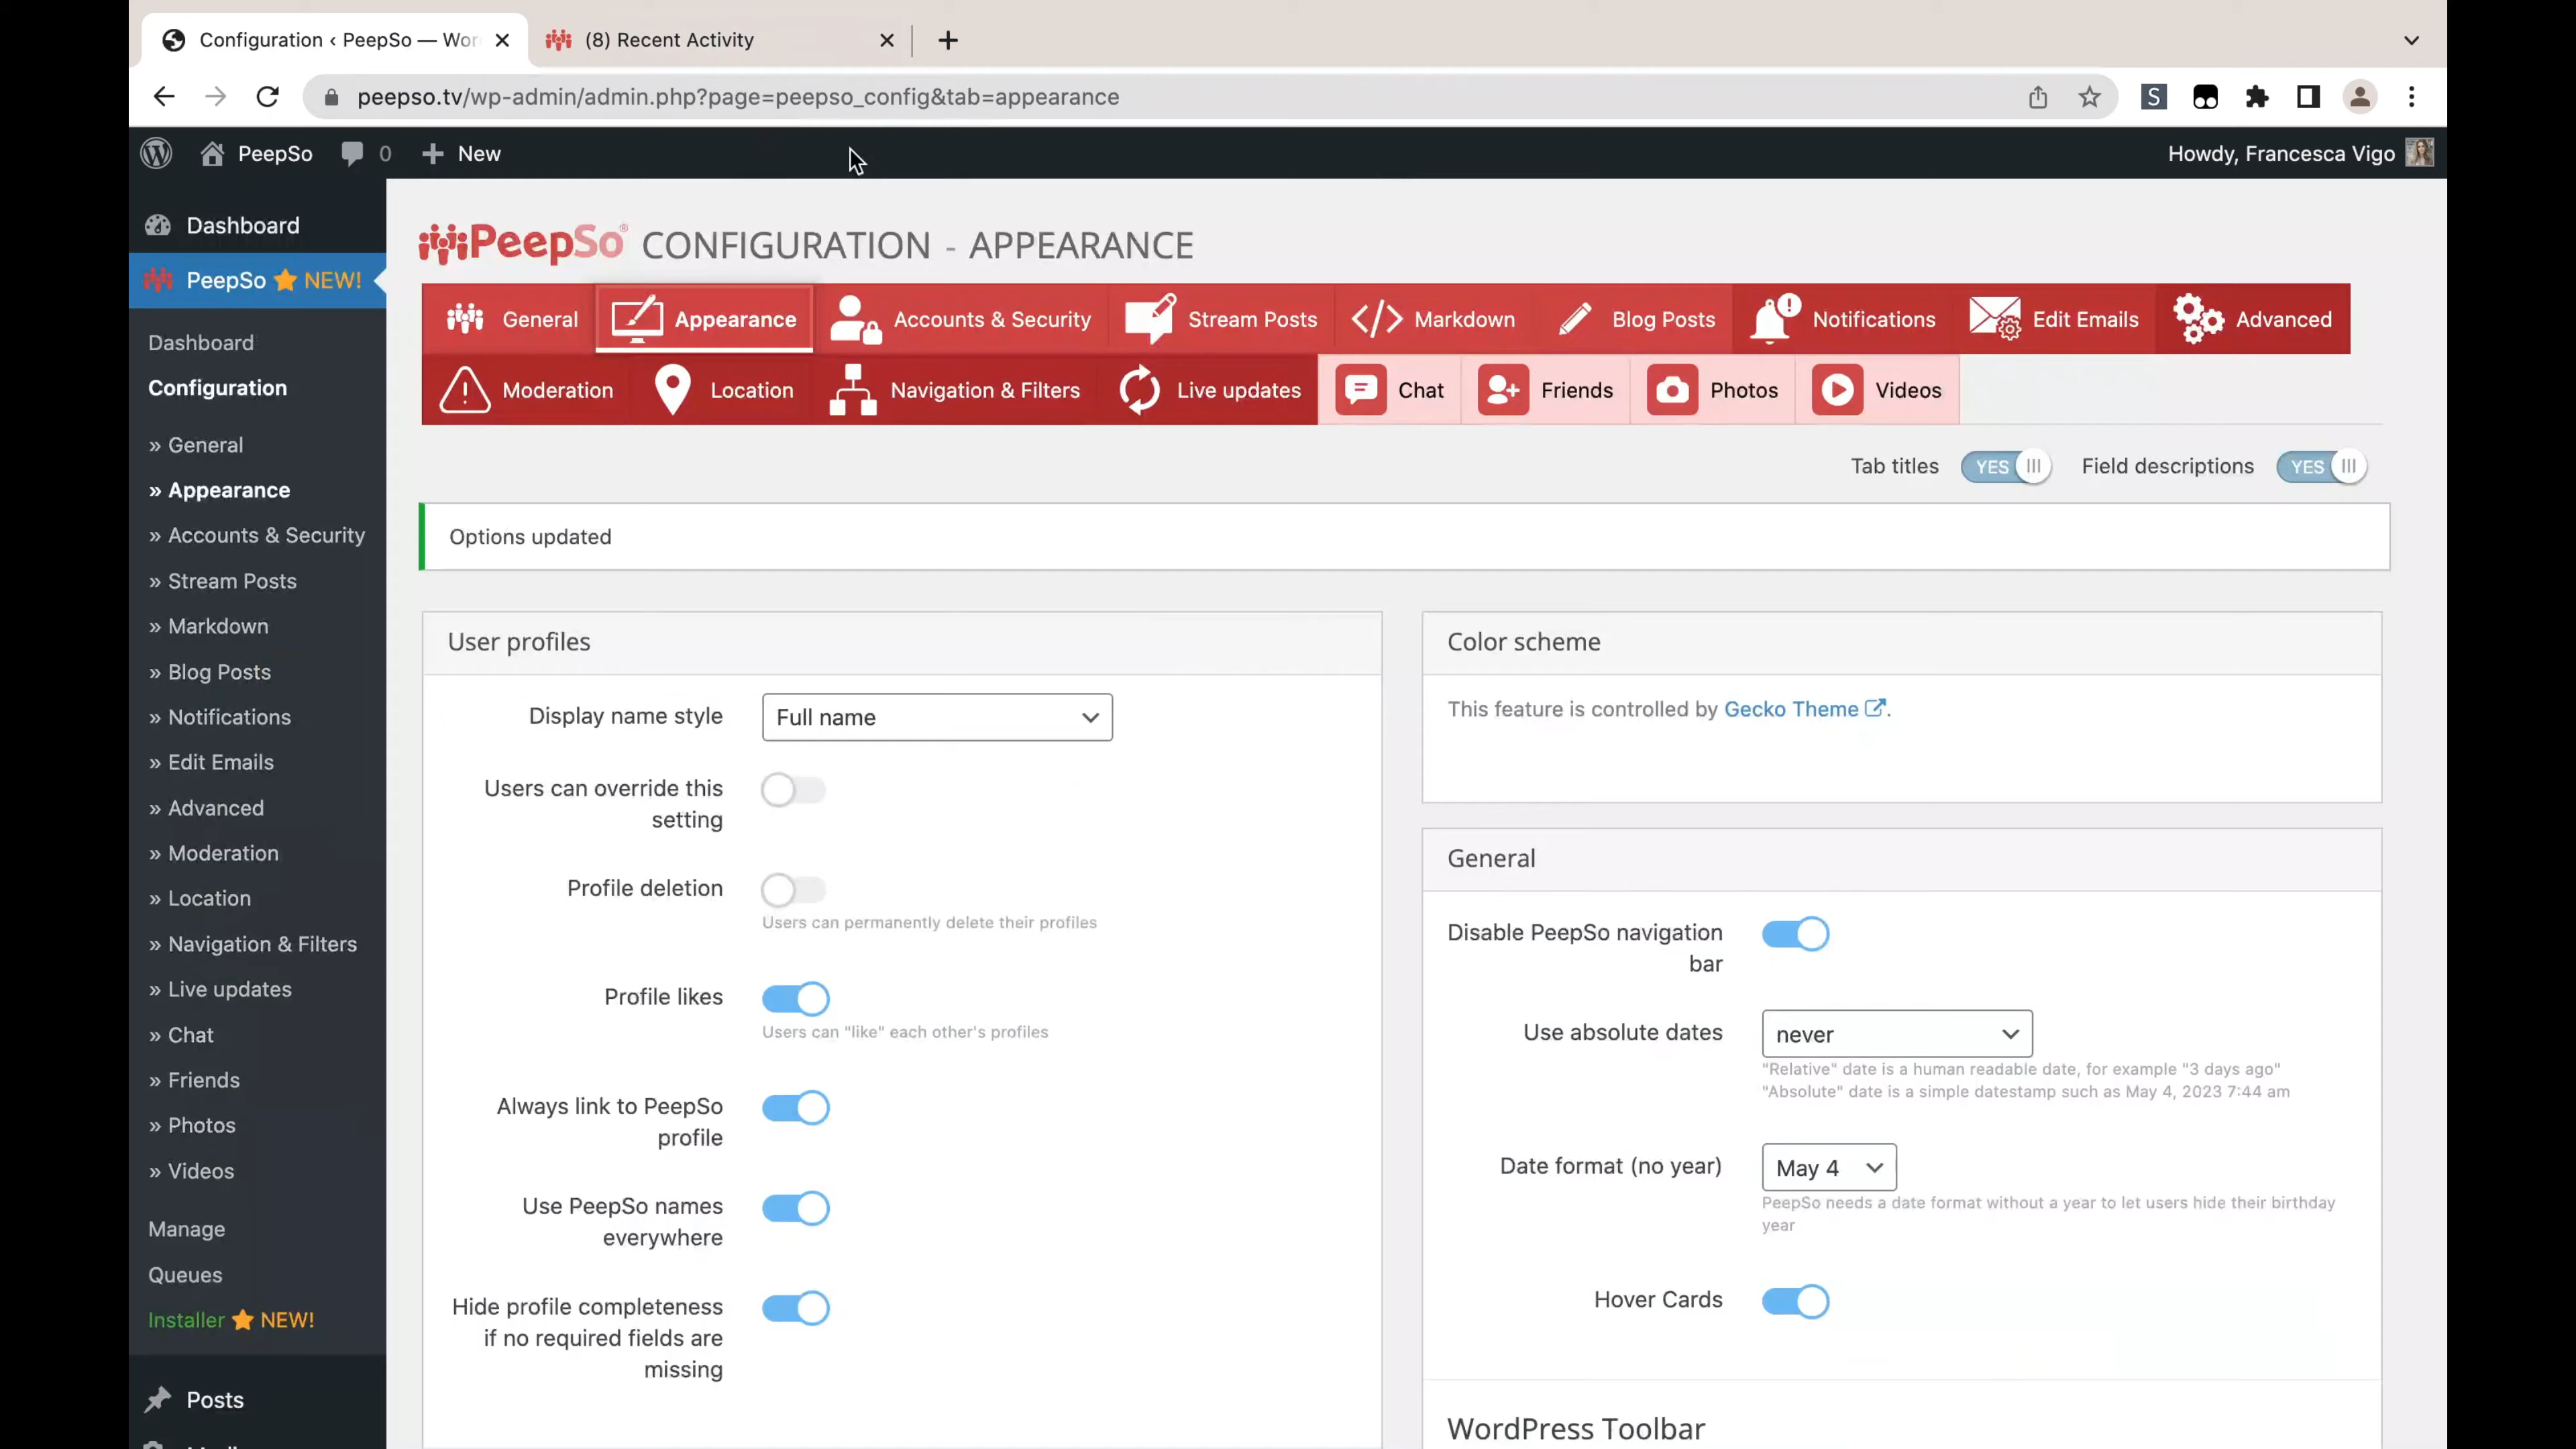 Configuration ‹ PeepSo — Wor
(8) Recent Activity
peepso.tv/wp-admin/admin.php?page=peepso_config&tab=appearance
S
PeepSo
0
New
Howdy, Francesca Vigo
Dashboard
PeepSo NEW!
Dashboard
Configuration
» General
» Appearance
» Accounts & Security
» Stream Posts
» Markdown
» Blog Posts
» Notifications
» Edit Emails
» Advanced
» Moderation
» Location
» Navigation & Filters
» Live updates
» Chat
» Friends
» Photos
» Videos
Manage
Queues
Installer NEW!
Posts
PeepSo® CONFIGURATION - APPEARANCE
General
Appearance
Accounts & Security
Stream Posts
Markdown
Blog Posts
Notifications
Edit Emails
Advanced
Moderation
Location
Navigation & Filters
Live updates
Chat
Friends
Photos
Videos
Tab titles YES
Field descriptions YES
Options updated
User profiles
Display name style
Full name
Users can override this
setting
Profile deletion
Users can permanently delete their profiles
Profile likes
Users can "like" each other's profiles
Always link to PeepSo
profile
Use PeepSo names
everywhere
Hide profile completeness
if no required fields are
missing
Color scheme
This feature is controlled by Gecko Theme .
General
Disable PeepSo navigation
bar
Use absolute dates
never
"Relative" date is a human readable date, for example "3 days ago"
"Absolute" date is a simple datestamp such as May 4, 2023 7:44 am
Date format (no year)
May 4
PeepSo needs a date format without a year to let users hide their birthday
year
Hover Cards
WordPress Toolbar